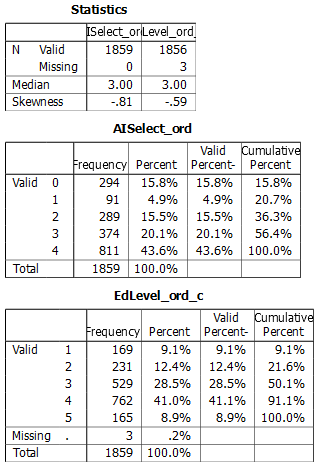 Statistics
ISelect_or Level_ord_
N Valid 1859 1856
Missing 0 3
Median 3.00 3.00
Skewness -.81 -.59
AISelect_ord
Frequency Percent Valid Percent- Cumulative Percent
Valid 0 294 15.8% 15.8% 15.8%
1 91 4.9% 4.9% 20.7%
2 289 15.5% 15.5% 36.3%
3 374 20.1% 20.1% 56.4%
4 811 43.6% 43.6% 100.0%
Total 1859 100.0%
EdLevel_ord_c
Frequency Percent Valid Percent- Cumulative Percent
Valid 1 169 9.1% 9.1% 9.1%
2 231 12.4% 12.4% 21.6%
3 529 28.5% 28.5% 50.1%
4 762 41.0% 41.1% 91.1%
5 165 8.9% 8.9% 100.0%
Missing . 3 .2%
Total 1859 100.0%